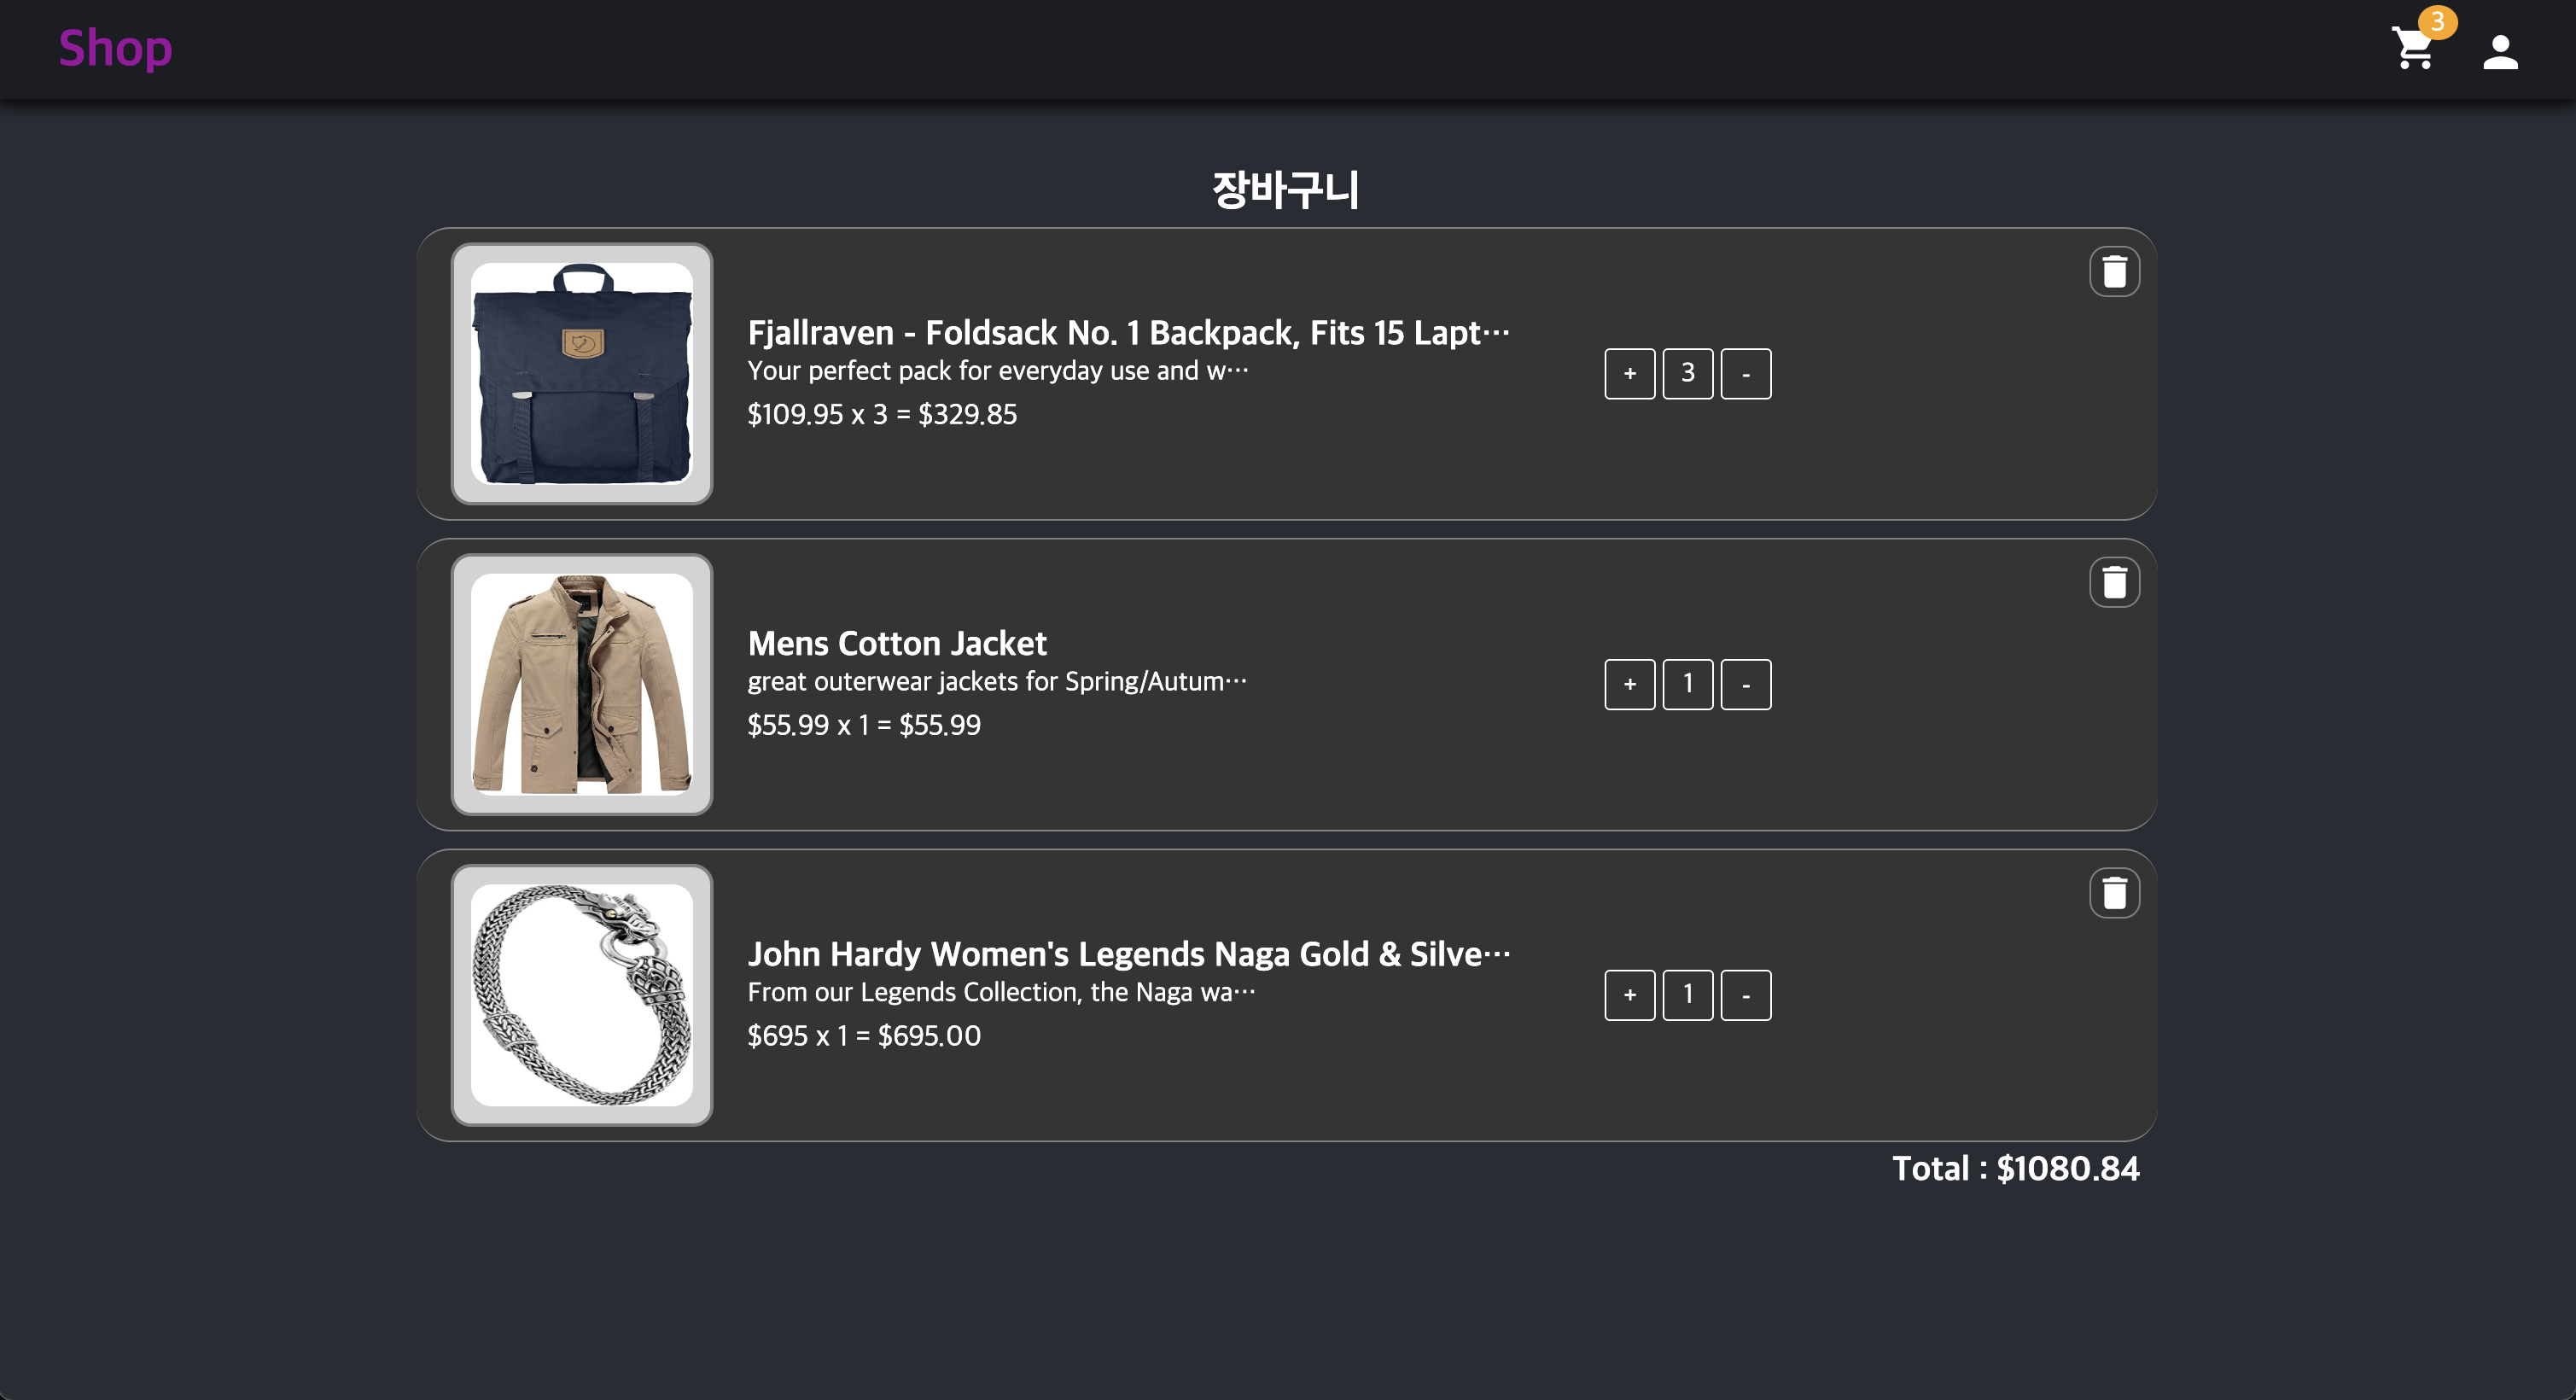 Shop
3
장바구니
Fjallraven - Foldsack No. 1 Backpack, Fits 15 Lapt…
Your perfect pack for everyday use and w…
$109.95 x 3 = $329.85
+ 3 -
Mens Cotton Jacket
great outerwear jackets for Spring/Autum…
$55.99 x 1 = $55.99
+ 1 -
John Hardy Women's Legends Naga Gold & Silve…
From our Legends Collection, the Naga wa…
$695 x 1 = $695.00
+ 1 -
Total : $1080.84